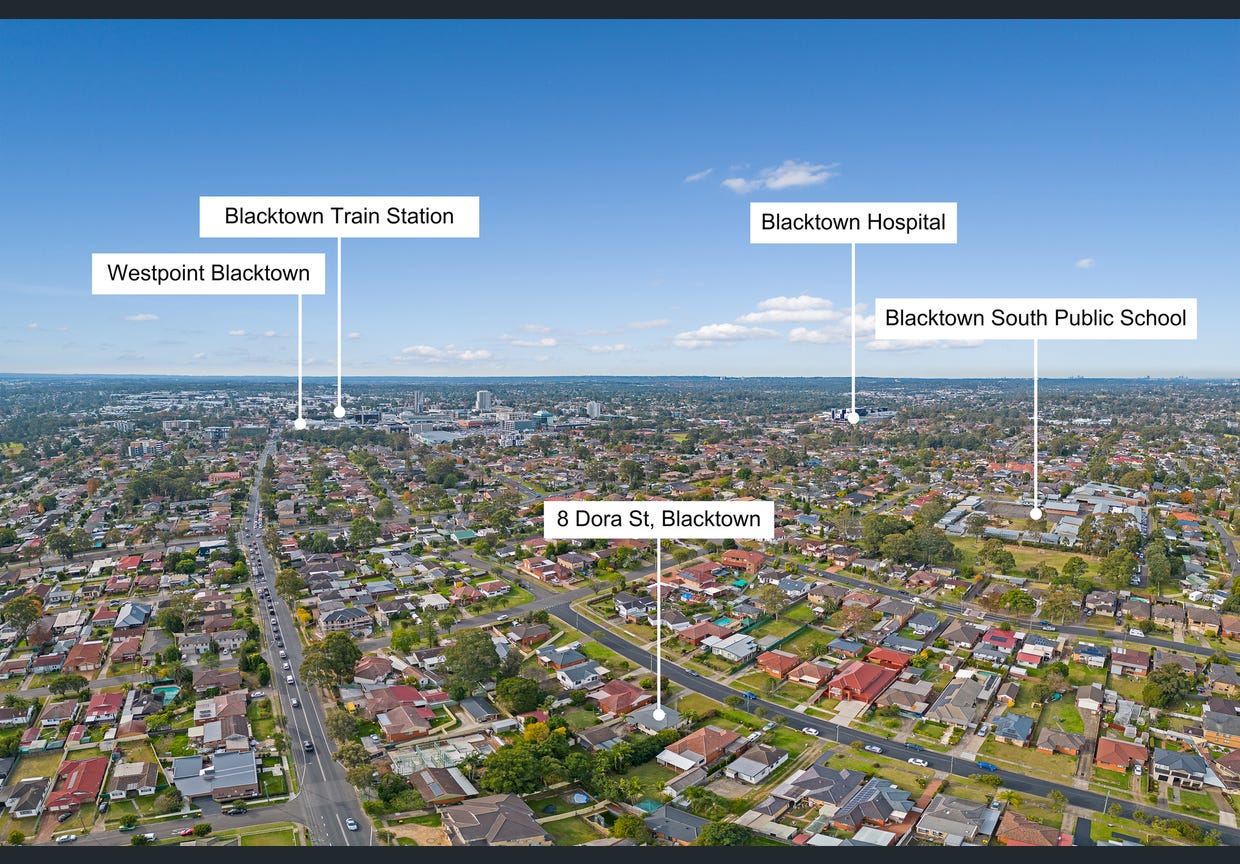 Blacktown Train Station
Blacktown Hospital
Westpoint Blacktown
Blacktown South Public School
8 Dora St, Blacktown